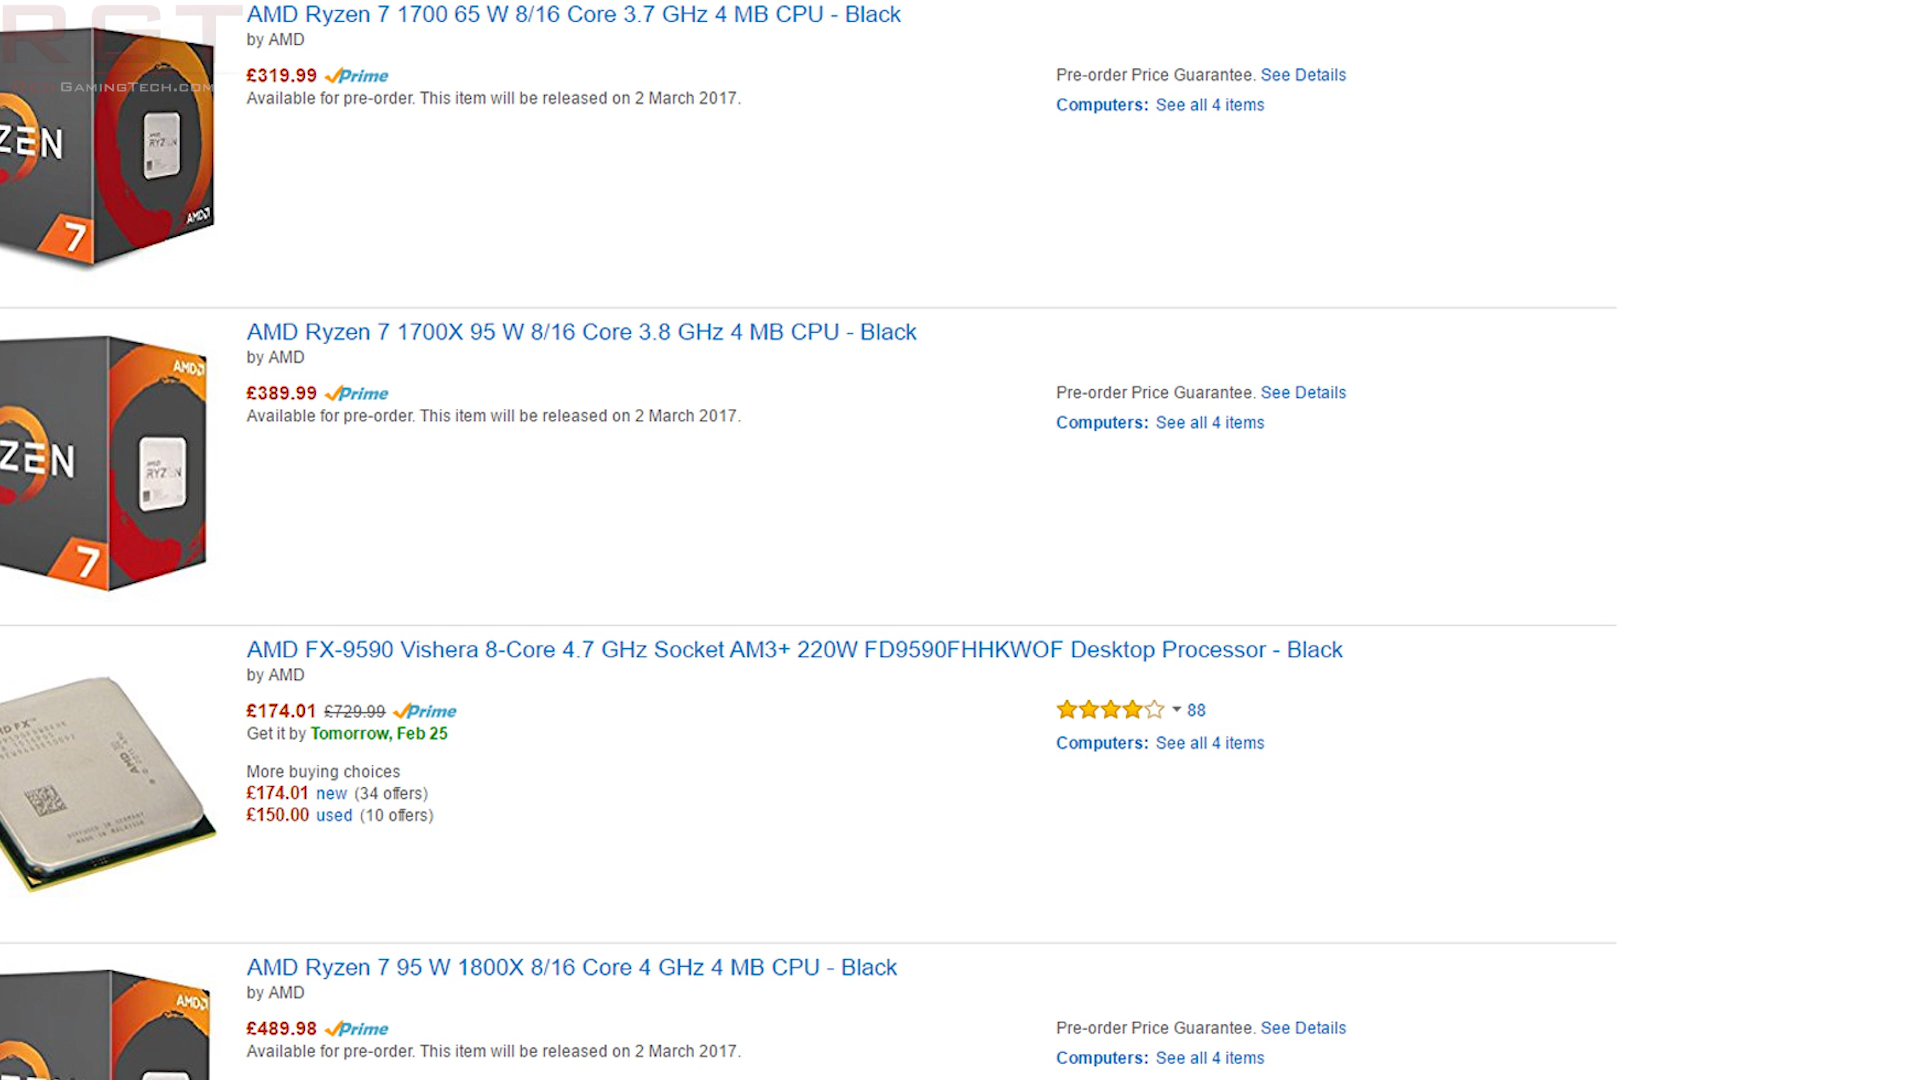 RGT
GAMINGTECH.COM
AMD Ryzen 7 1700 65 W 8/16 Core 3.7 GHz 4 MB CPU - Black
by AMD
£319.99 Prime
Pre-order Price Guarantee. See Details
Available for pre-order. This item will be released on 2 March 2017.
Computers: See all 4 items
ZEN
AMD
RYZEN
7
AMD Ryzen 7 1700X 95 W 8/16 Core 3.8 GHz 4 MB CPU - Black
by AMD
£389.99 Prime
Pre-order Price Guarantee. See Details
Available for pre-order. This item will be released on 2 March 2017.
Computers: See all 4 items
AMD
ZEN
RYZEN
7
AMD FX-9590 Vishera 8-Core 4.7 GHz Socket AM3+ 220W FD9590FHHKWOF Desktop Processor - Black
by AMD
£174.01 £729.99 Prime
88
Get it by Tomorrow, Feb 25
Computers: See all 4 items
More buying choices
£174.01 new (34 offers)
£150.00 used (10 offers)
AMD Ryzen 7 95 W 1800X 8/16 Core 4 GHz 4 MB CPU - Black
by AMD
£489.98 Prime
Pre-order Price Guarantee. See Details
Available for pre-order. This item will be released on 2 March 2017.
Computers: See all 4 items
AMD